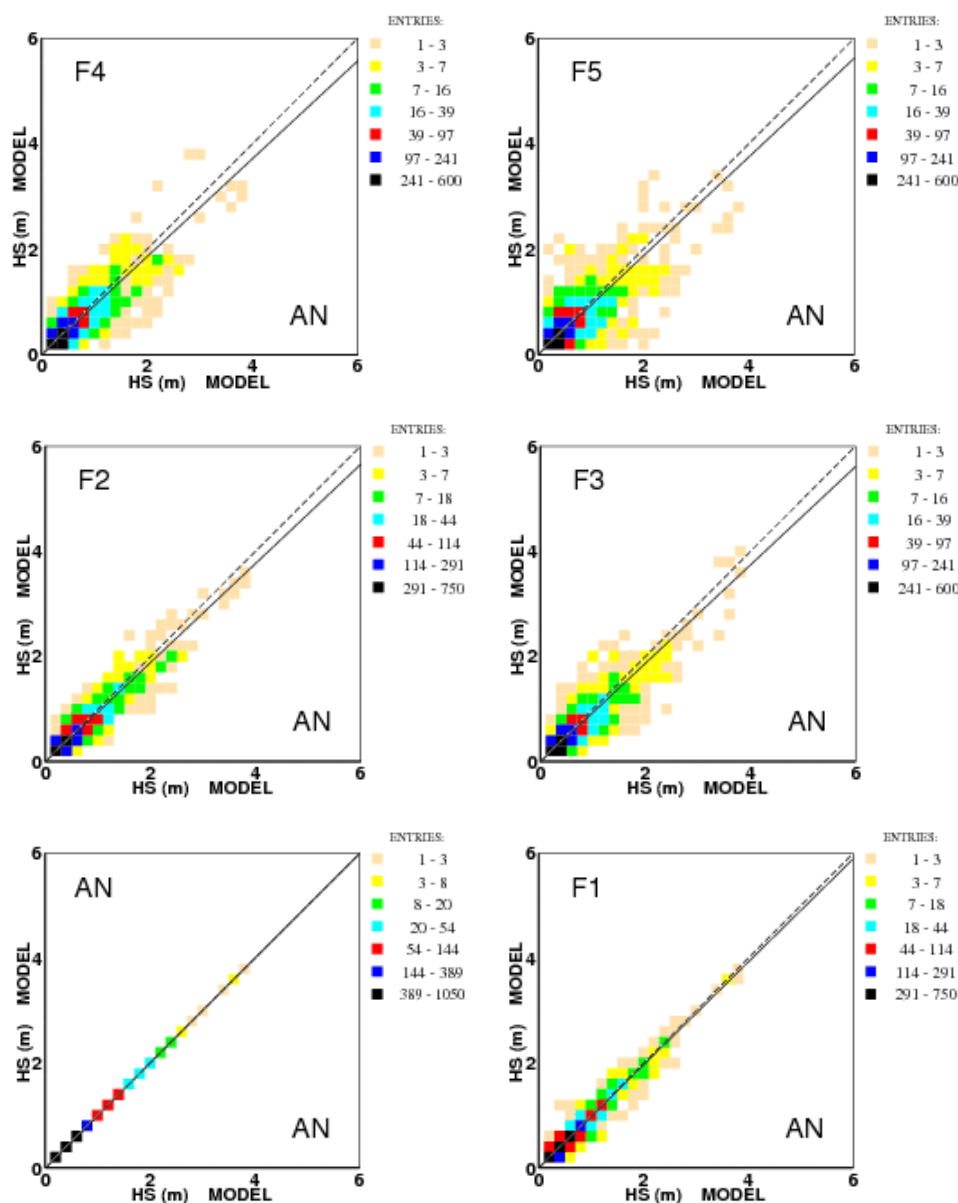 ENTRIES:
1 - 3
3 - 7
7 - 16
16 - 39
39 - 97
97 - 241
241 - 600
F4
AN
6
4
2
0
HS (m) MODEL
0 2 4 6
HS (m) MODEL
ENTRIES:
1 - 3
3 - 7
7 - 16
16 - 39
39 - 97
97 - 241
241 - 600
F5
AN
6
4
2
0
HS (m) MODEL
0 2 4 6
HS (m) MODEL
ENTRIES:
1 - 3
3 - 7
7 - 18
18 - 44
44 - 114
114 - 291
291 - 750
F2
AN
6
4
2
0
HS (m) MODEL
0 2 4 6
HS (m) MODEL
ENTRIES:
1 - 3
3 - 7
7 - 16
16 - 39
39 - 97
97 - 241
241 - 600
F3
AN
6
4
2
0
HS (m) MODEL
0 2 4 6
HS (m) MODEL
ENTRIES:
1 - 3
3 - 8
8 - 20
20 - 54
54 - 144
144 - 389
389 - 1050
AN
AN
6
4
2
0
HS (m) MODEL
0 2 4 6
HS (m) MODEL
ENTRIES:
1 - 3
3 - 7
7 - 18
18 - 44
44 - 114
114 - 291
291 - 750
F1
AN
6
4
2
0
HS (m) MODEL
0 2 4 6
HS (m) MODEL